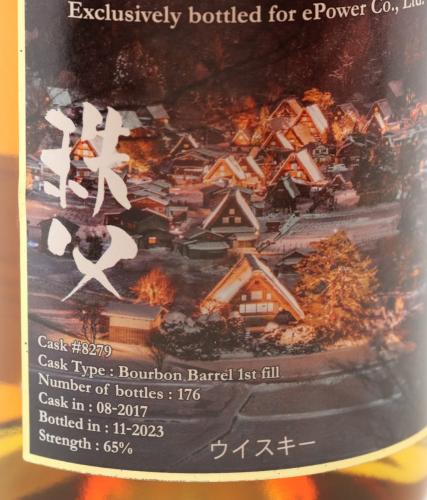 Exclusively bottled for ePower Co., Ltd.
秩父
Cask #8279
Cask Type : Bourbon Barrel 1st fill
Number of bottles : 176
Cask in : 08-2017
Bottled in : 11-2023
Strength : 65%
ウイスキー